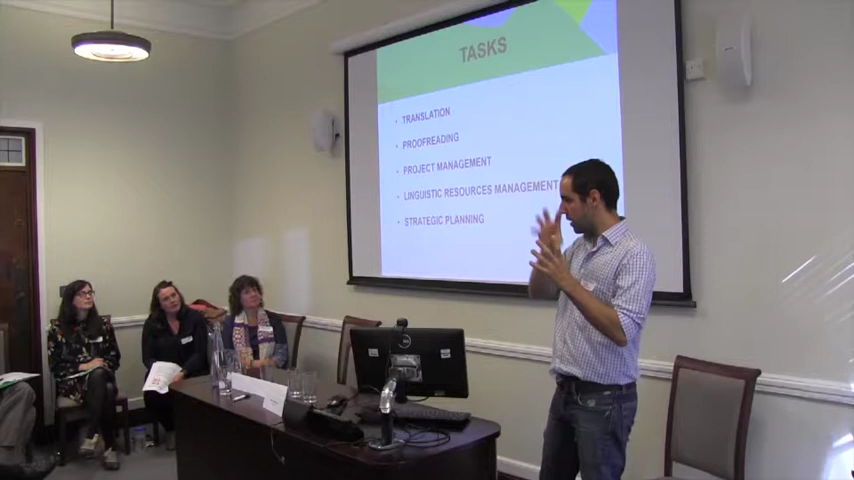 TASKS
• TRANSLATION
• PROOFREADING
• PROJECT MANAGEMENT
• LINGUISTIC RESOURCES MANAGEMENT
• STRATEGIC PLANNING